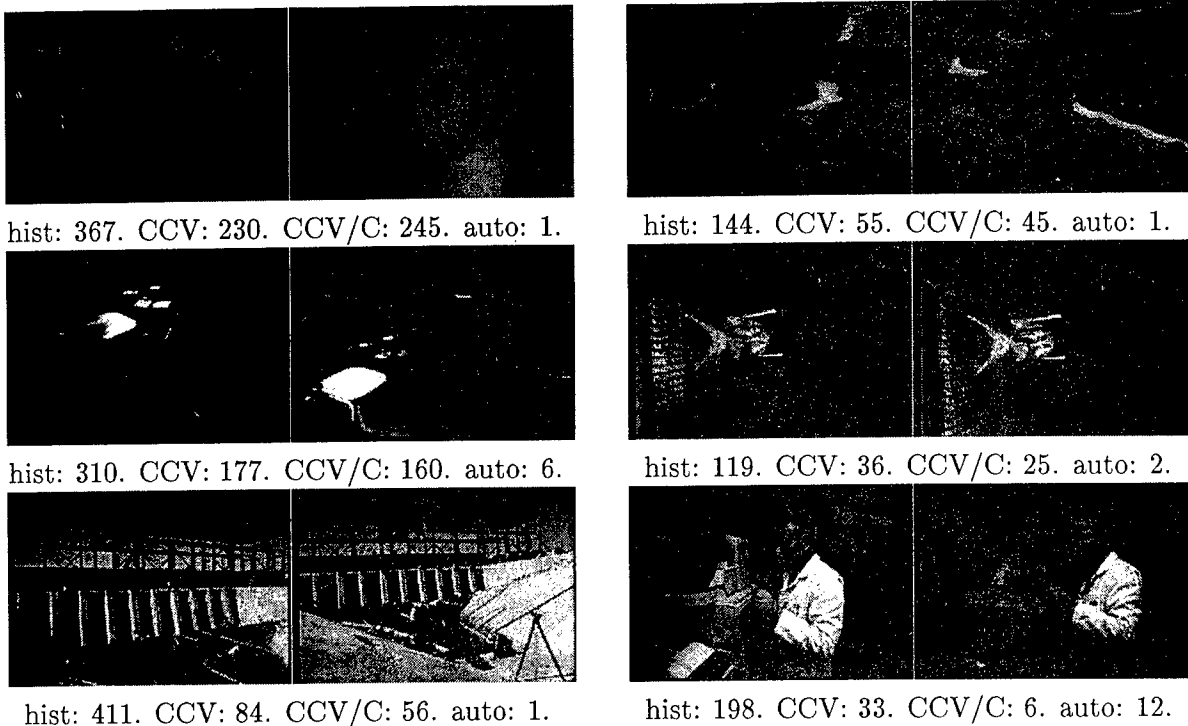 hist: 367. CCV: 230. CCV/C: 245. auto: 1.
hist: 144. CCV: 55. CCV/C: 45. auto: 1.
hist: 310. CCV: 177. CCV/C: 160. auto: 6.
hist: 119. CCV: 36. CCV/C: 25. auto: 2.
hist: 411. CCV: 84. CCV/C: 56. auto: 1.
hist: 198. CCV: 33. CCV/C: 6. auto: 12.